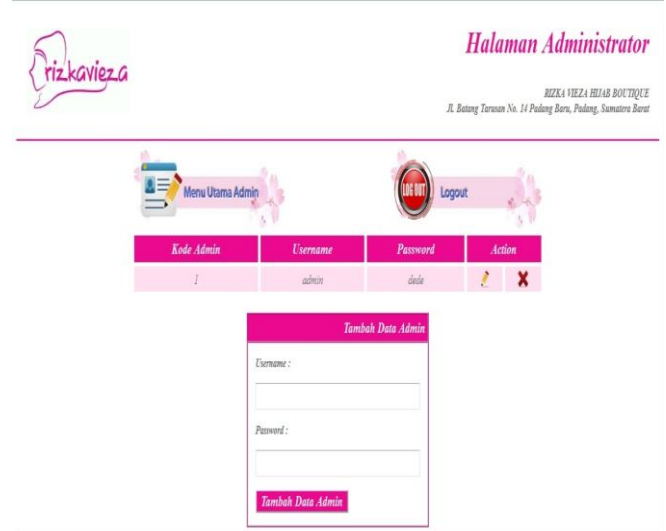 rizkavieza
Halaman Administrator
RIZKA VIEZA HIJAB BOUTIQUE
Jl. Batang Tarusan No. 14 Padang Baru, Padang, Sumatera Barat
Menu Utama Admin
LOG OUT Logout
Kode Admin Username Password Action
1 admin dede
Tambah Data Admin
Username :
Password :
Tambah Data Admin